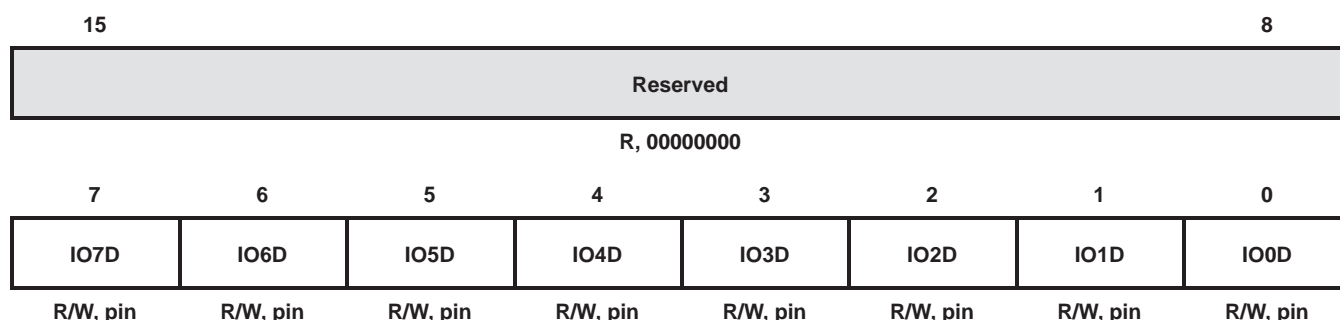 15 8
Reserved
R, 00000000
7 6 5 4 3 2 1 0
IO7D IO6D IO5D IO4D IO3D IO2D IO1D IO0D
R/W, pin R/W, pin R/W, pin R/W, pin R/W, pin R/W, pin R/W, pin R/W, pin